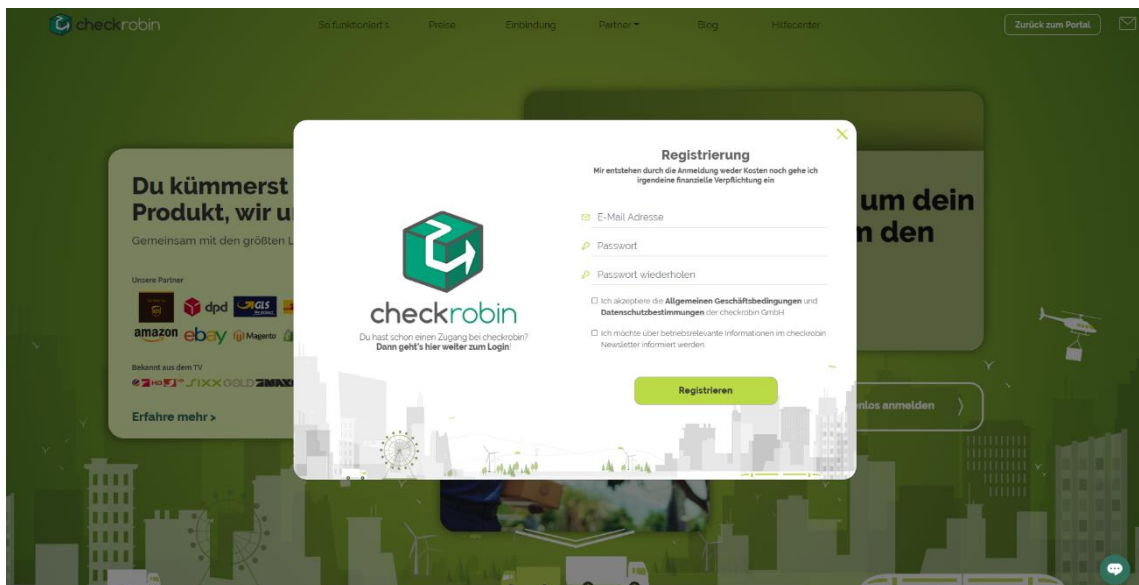 checkrobin
So funktioniert's
Preise
Einbindung
Partner
Blog
Hilfecenter
Zurück zum Portal
Du kümmerst
Produkt, wir
Gemeinsam mit den größten
Unsere Partner
dpd
GLS
amazon
ebay
Magento
Bekannt aus dem TV
SIXX
GOLD
Erfahre mehr >
um dein
den
anmelden
checkrobin
Du hast schon einen Zugang bei checkrobin?
Dann geht's hier weiter zum Login!
Registrierung
Mir entstehen durch die Anmeldung weder Kosten noch gehe ich
irgendeine finanzielle Verpflichtung ein
E-Mail Adresse
Passwort
Passwort wiederholen
Ich akzeptiere die Allgemeinen Geschäftsbedingungen und
Datenschutzbestimmungen der checkrobin GmbH
Ich möchte über betriebsrelevante Informationen im checkrobin
Newsletter informiert werden
Registrieren